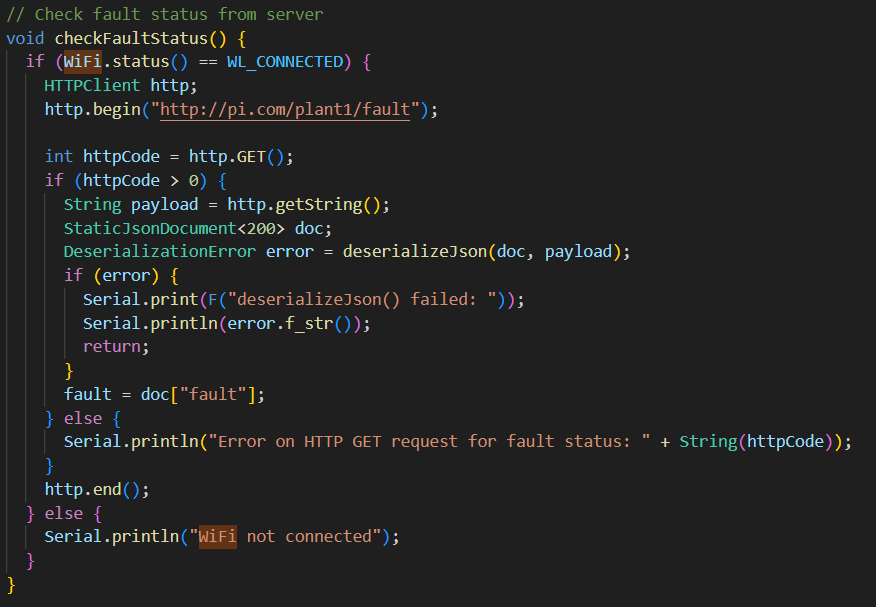 // Check fault status from server
void checkFaultStatus() {
  if (WiFi.status() == WL_CONNECTED) {
    HTTPClient http;
    http.begin("http://pi.com/plant1/fault");

    int httpCode = http.GET();
    if (httpCode > 0) {
      String payload = http.getString();
      StaticJsonDocument<200> doc;
      DeserializationError error = deserializeJson(doc, payload);
      if (error) {
        Serial.print(F("deserializeJson() failed: "));
        Serial.println(error.f_str());
        return;
      }
      fault = doc["fault"];
    } else {
      Serial.println("Error on HTTP GET request for fault status: " + String(httpCode));
    }
    http.end();
  } else {
    Serial.println("WiFi not connected");
  }
}